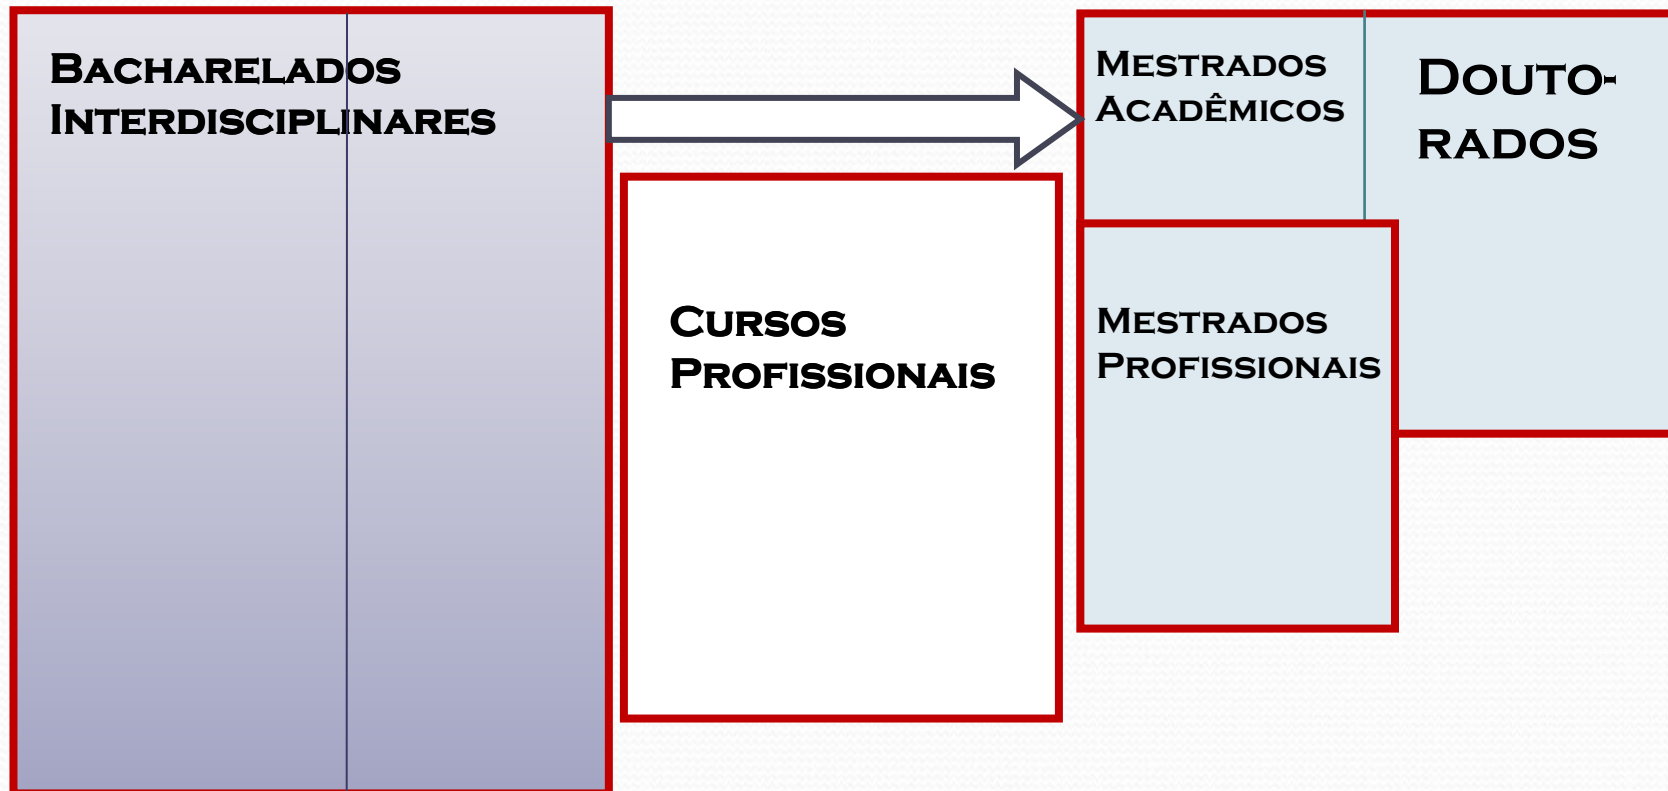 Bacharelados
Interdisciplinares
Mestrados
Acadêmicos
Douto-
rados
Cursos
Profissionais
Mestrados
Profissionais